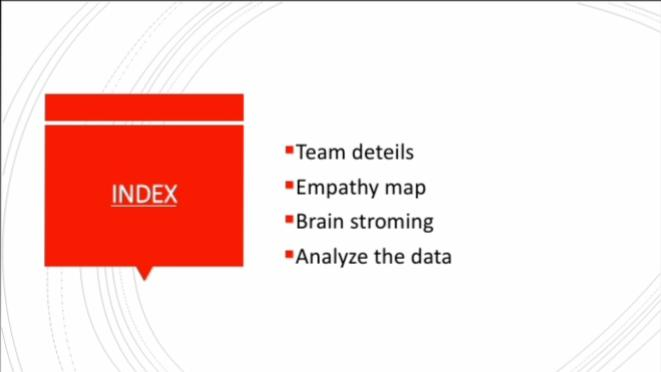 INDEX
Team deteils
Empathy map
Brain stroming
Analyze the data